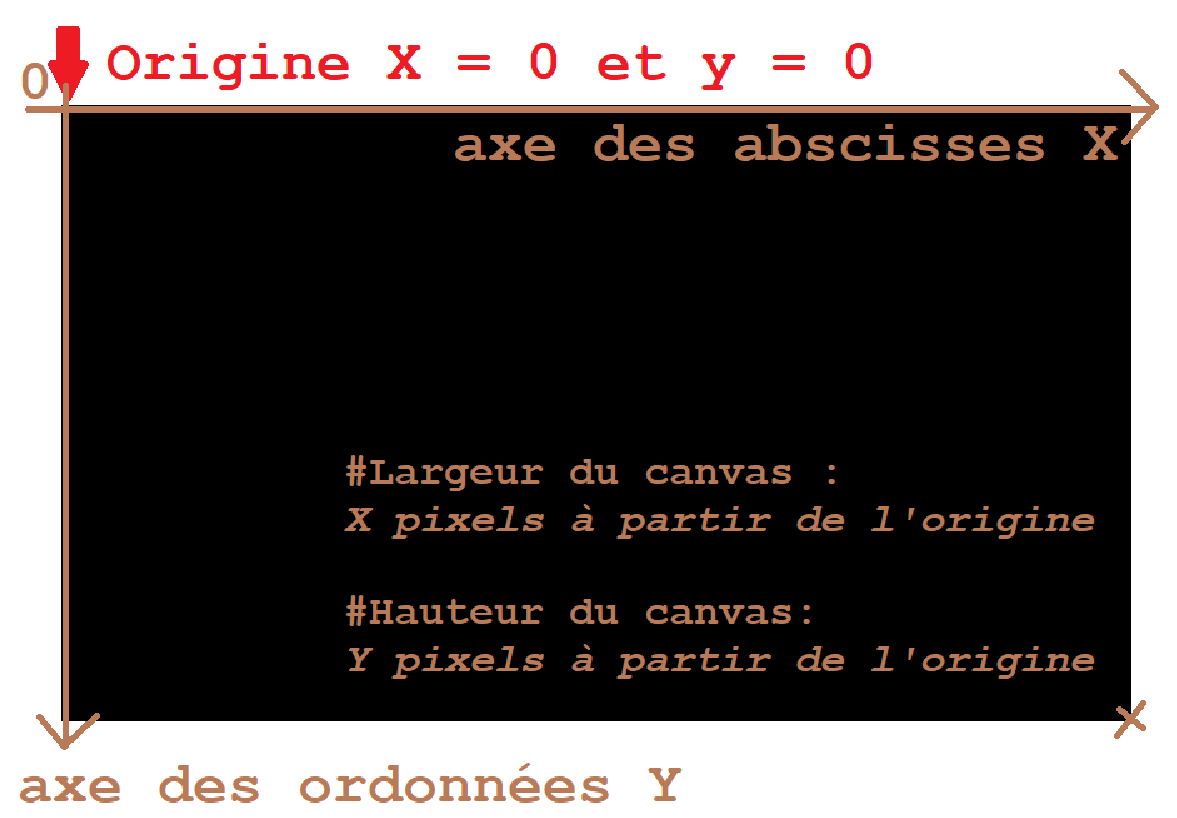 Origine X = 0 et y = 0
0
axe des abscisses X
#Largeur du canvas :
X pixels à partir de l'origine
#Hauteur du canvas:
Y pixels à partir de l'origine
axe des ordonnées Y